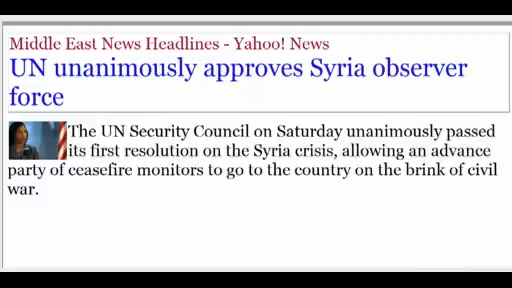 Middle East News Headlines - Yahoo! News
UN unanimously approves Syria observer
force
The UN Security Council on Saturday unanimously passed
its first resolution on the Syria crisis, allowing an advance
party of ceasefire monitors to go to the country on the brink of civil
war.